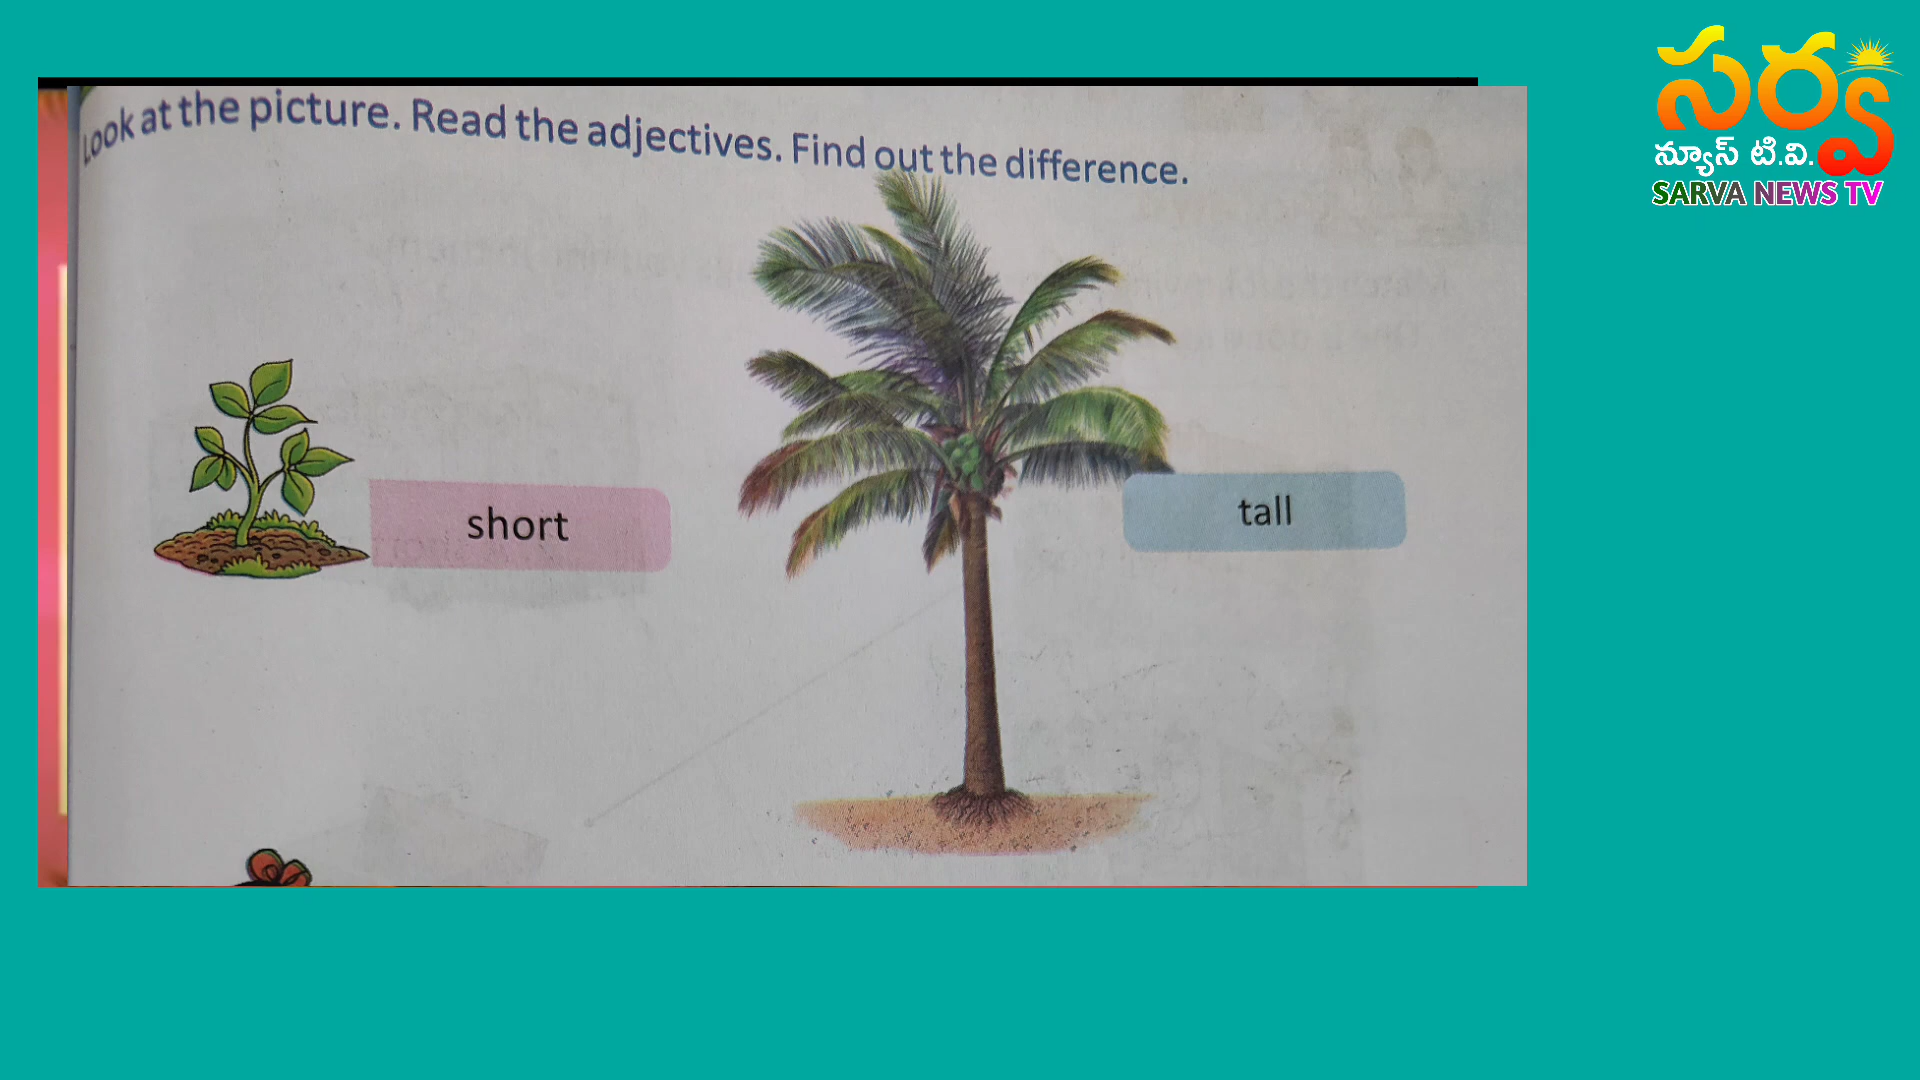 Look at the picture. Read the adjectives. Find out the difference.
సర్వ
న్యూస్ టి.వి.
SARVA NEWS TV
short
tall